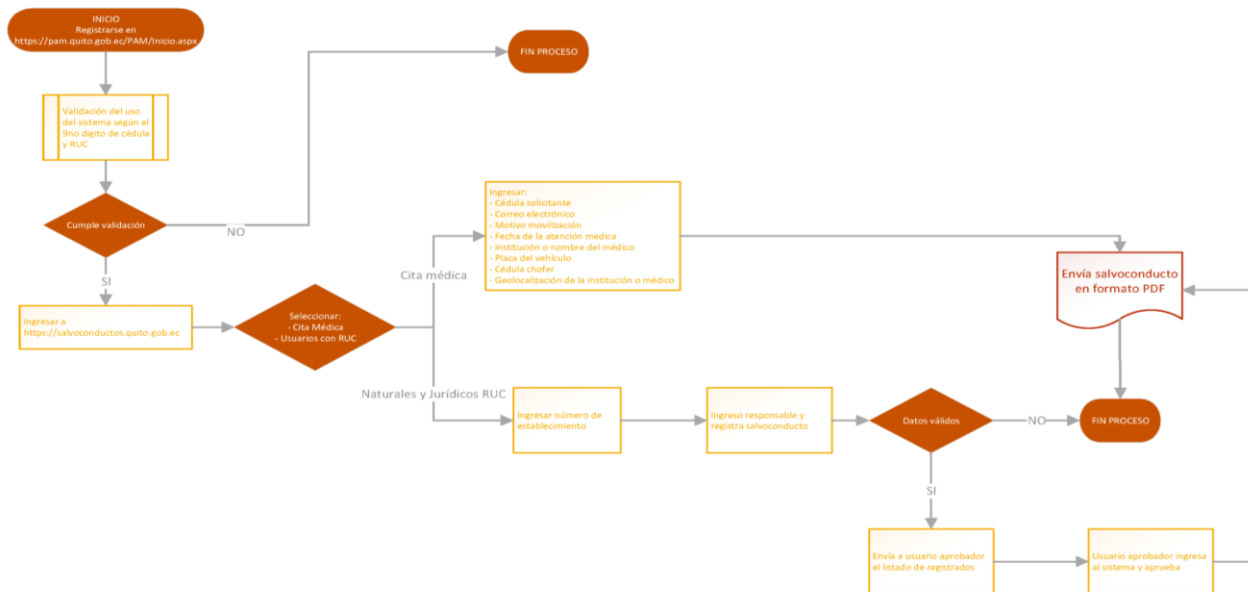 INICIO
Registrarse en
https://pam.quito.gob.ec/PAM/Inicio.aspx
FIN PROCESO
Validación del uso
del sistema según el
9no digito de cédula
y RUC
Cumple validación
NO
SI
Ingresar a:
https://salvoconductos.quito.gob.ec
Seleccionar:
- Cita Médica
- Usuarios con RUC
Cita médica
Ingresar:
- Cédula solicitante
- Correo electrónico
- Motivo movilización
- Fecha de la atención medica
- Institución o nombre del médico
- Placa del vehículo
- Cédula chofer
- Geolocalización de la institución o médico
Envía salvoconducto
en formato PDF
Naturales y Jurídicos RUC
Ingresar número de
establecimiento
Ingreso responsable y
registra salvoconducto
Datos válidos
NO
FIN PROCESO
SI
Envía a usuario aprobador
el listado de registrados
Usuario aprobador ingresa
al sistema y aprueba